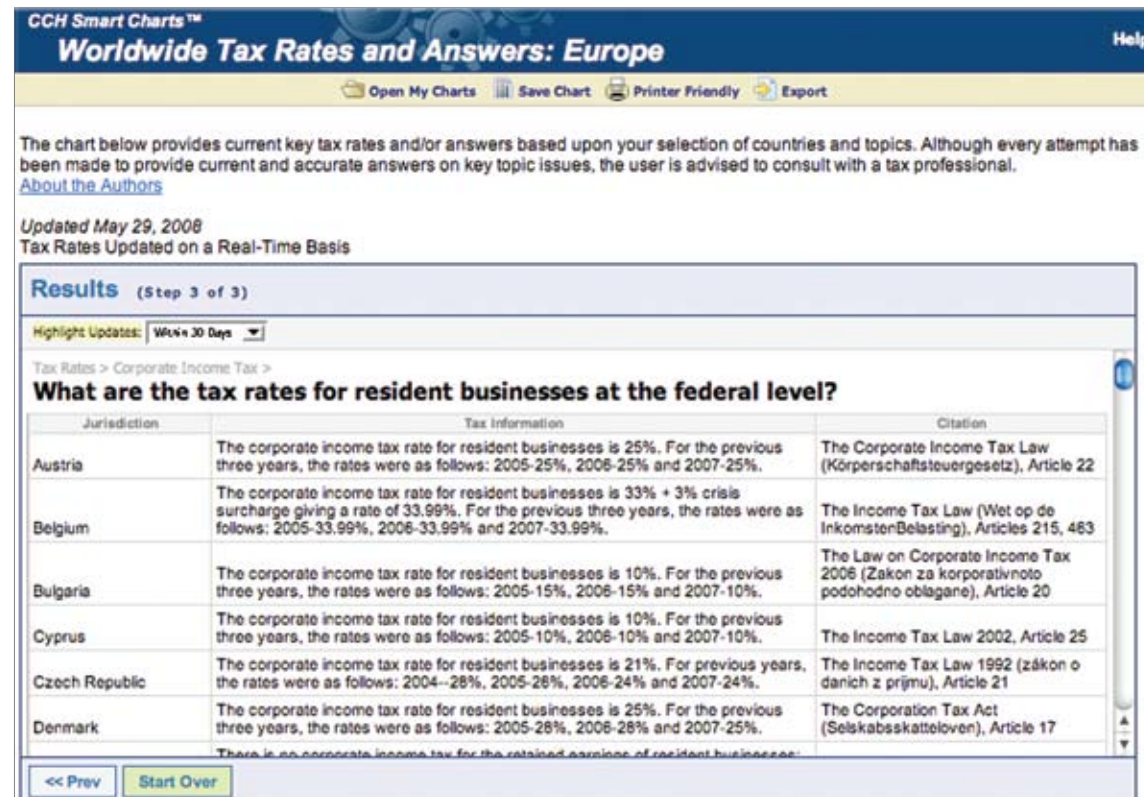 CCH Smart Charts™
Worldwide Tax Rates and Answers: Europe
Help
Open My Charts Save Chart Printer Friendly Export
The chart below provides current key tax rates and/or answers based upon your selection of countries and topics. Although every attempt has
been made to provide current and accurate answers on key topic issues, the user is advised to consult with a tax professional.
About the Authors
Updated May 29, 2008
Tax Rates Updated on a Real-Time Basis
Results (Step 3 of 3)
Highlight Updates: Within 30 Days
Tax Rates > Corporate Income Tax >
What are the tax rates for resident businesses at the federal level?
Jurisdiction Tax Information Citation
Austria
The corporate income tax rate for resident businesses is 25%. For the previous
three years, the rates were as follows: 2005-25%, 2006-25% and 2007-25%.
The Corporate Income Tax Law
(Körperschaftsteuergesetz), Article 22
Belgium
The corporate income tax rate for resident businesses is 33% + 3% crisis
surcharge giving a rate of 33.99%. For the previous three years, the rates were as
follows: 2005-33.99%, 2006-33.99% and 2007-33.99%.
The Income Tax Law (Wet op de
InkomstenBelasting), Articles 215, 463
Bulgaria
The corporate income tax rate for resident businesses is 10%. For the previous
three years, the rates were as follows: 2005-15%, 2006-15% and 2007-10%.
The Law on Corporate Income Tax
2006 (Zakon za korporativnoto
podohodno oblagane), Article 20
Cyprus
The corporate income tax rate for resident businesses is 10%. For the previous
three years, the rates were as follows: 2005-10%, 2006-10% and 2007-10%.
The Income Tax Law 2002, Article 25
Czech Republic
The corporate income tax rate for resident businesses is 21%. For previous years,
the rates were as follows: 2004--28%, 2005-26%, 2006-24% and 2007-24%.
The Income Tax Law 1992 (zákon o
danich z prijmu), Article 21
Denmark
The corporate income tax rate for resident businesses is 25%. For the previous
three years, the rates were as follows: 2005-28%, 2006-28% and 2007-25%.
The Corporation Tax Act
(Selskabsskatteloven), Article 17
There is no corporate income tax for the retained earnings of resident businesses;
<< Prev Start Over